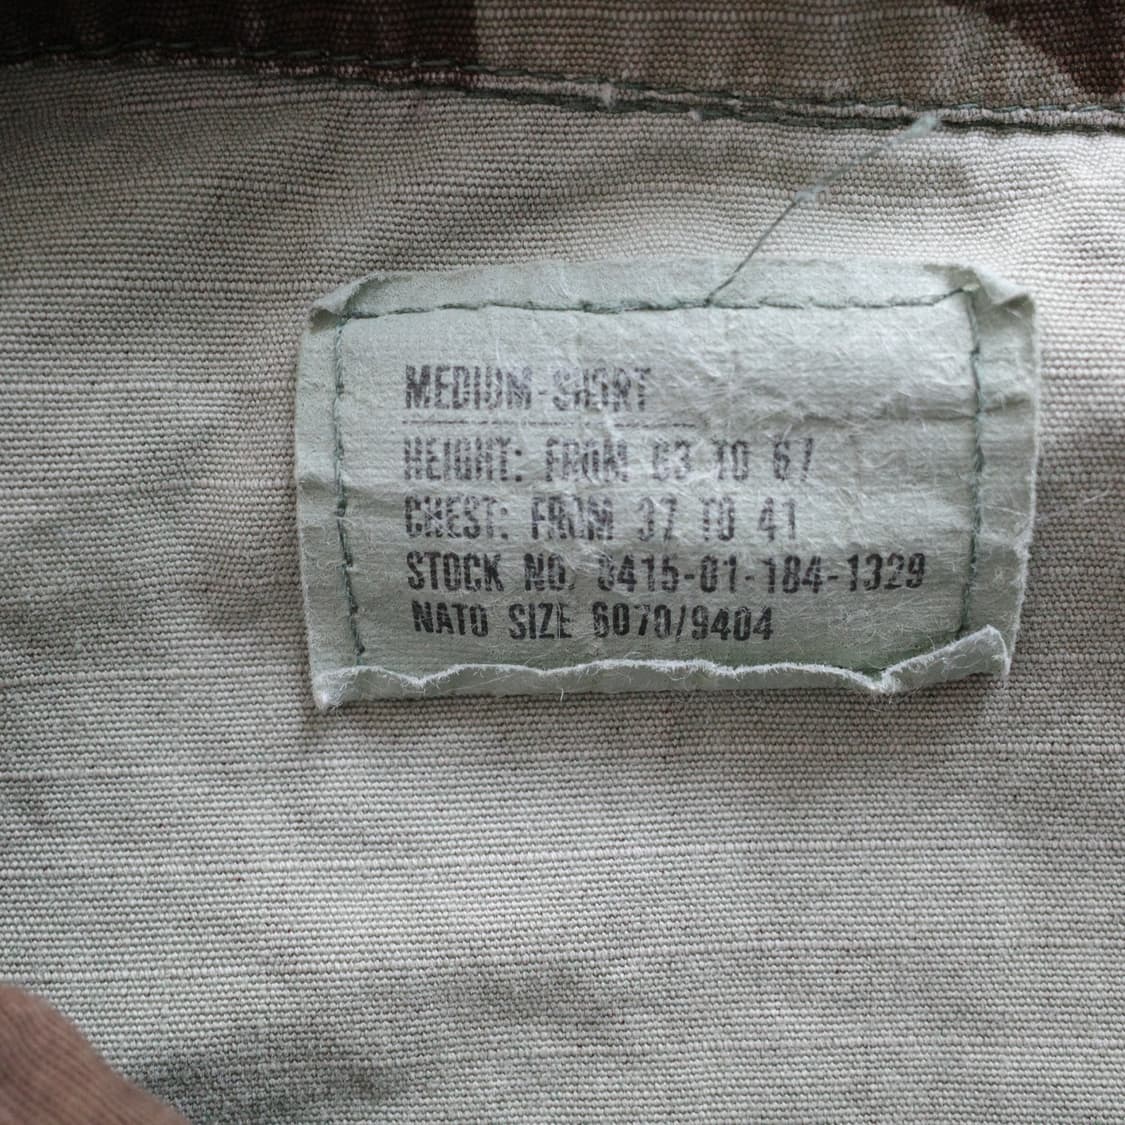 MEDIUM-SHORT
HEIGHT: FROM 63 TO 67
CHEST: FROM 37 TO 41
STOCK NO. 8415-01-184-1329
NATO SIZE 6070/9404